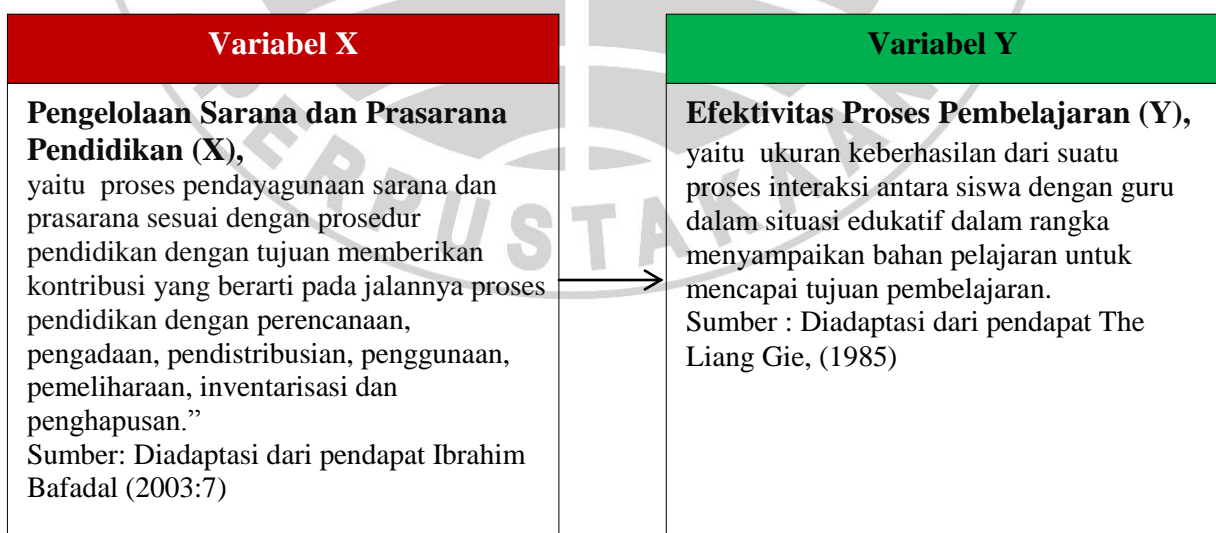 Variabel X
Pengelolaan Sarana dan Prasarana
Pendidikan (X),
yaitu proses pendayagunaan sarana dan
prasarana sesuai dengan prosedur
pendidikan dengan tujuan memberikan
kontribusi yang berarti pada jalannya proses
pendidikan dengan perencanaan,
pengadaan, pendistribusian, penggunaan,
pemeliharaan, inventarisasi dan
penghapusan.”
Sumber: Diadaptasi dari pendapat Ibrahim
Bafadal (2003:7)
Variabel Y
Efektivitas Proses Pembelajaran (Y),
yaitu ukuran keberhasilan dari suatu
proses interaksi antara siswa dengan guru
dalam situasi edukatif dalam rangka
menyampaikan bahan pelajaran untuk
mencapai tujuan pembelajaran.
Sumber : Diadaptasi dari pendapat The
Liang Gie, (1985)
PERPUSTAKAAN